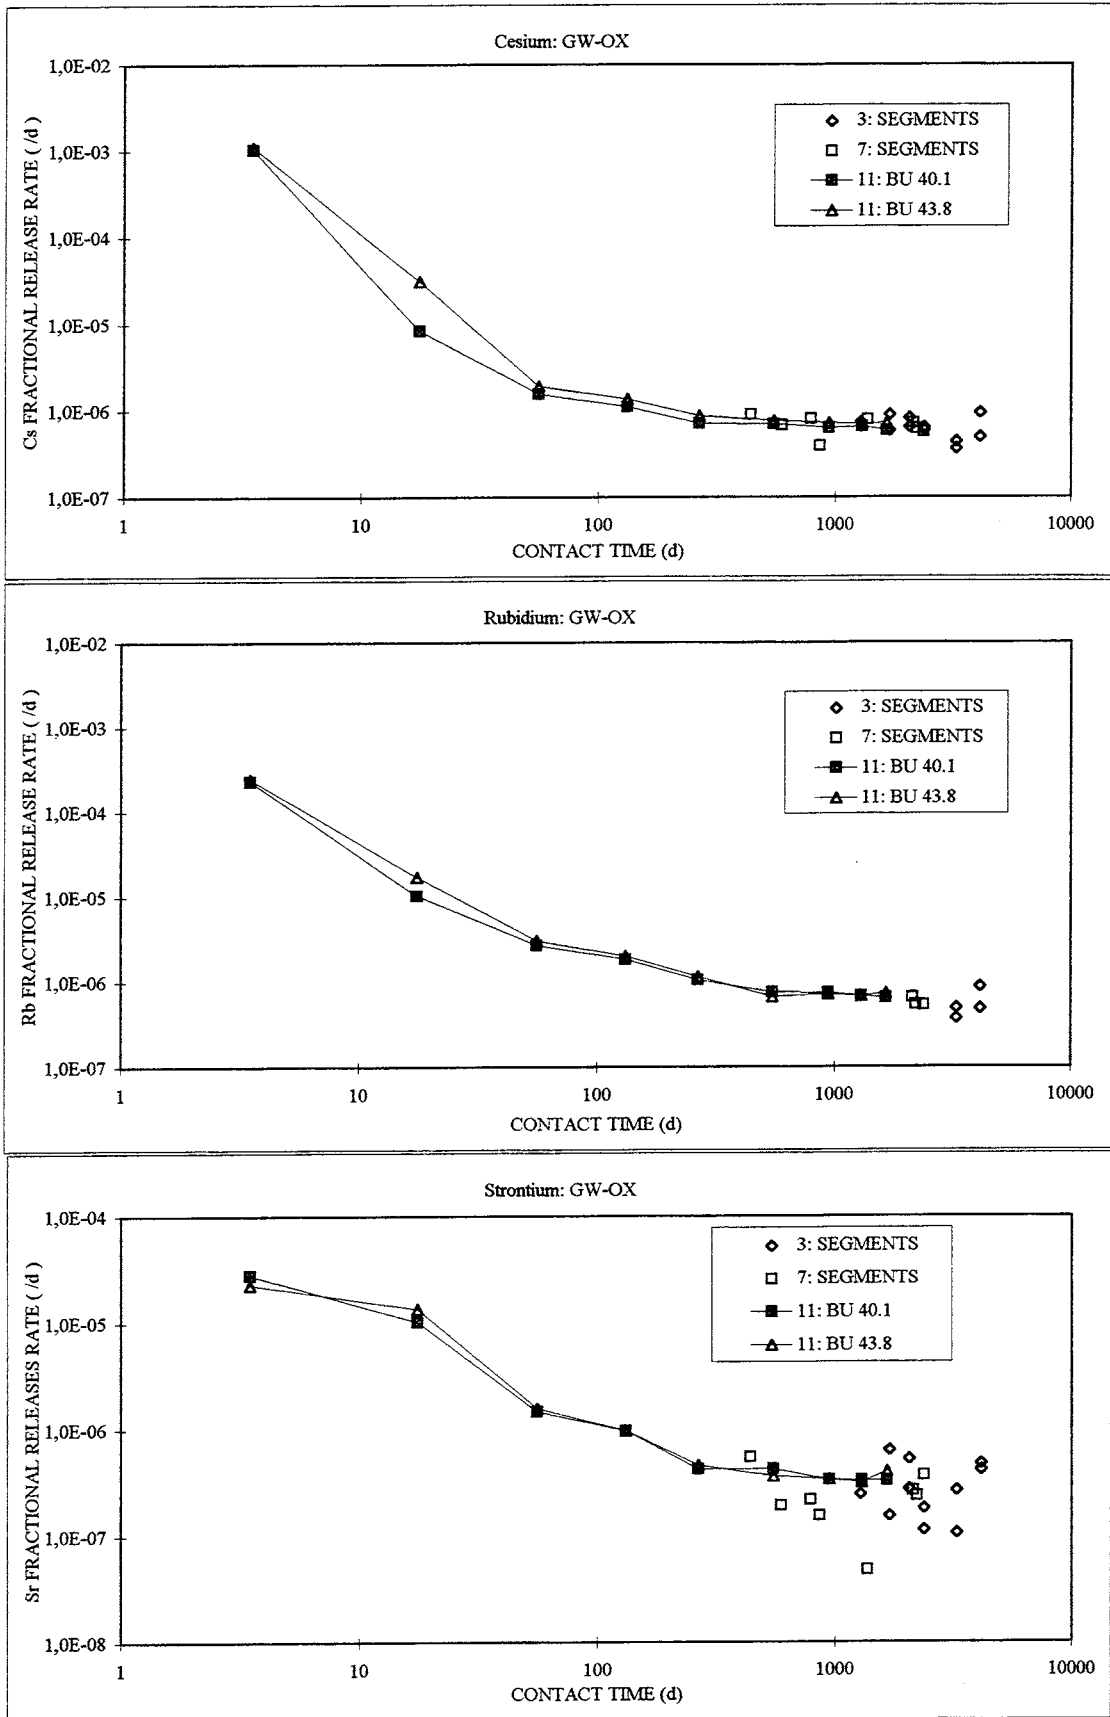 Cesium: GW-OX
Cs FRACTIONAL RELEASE RATE ( /d )
1,0E-02
1,0E-03
1,0E-04
1,0E-05
1,0E-06
1,0E-07
3: SEGMENTS
7: SEGMENTS
11: BU 40.1
11: BU 43.8
1 10 100 1000 10000
CONTACT TIME (d)
Rubidium: GW-OX
Rb FRACTIONAL RELEASE RATE ( /d )
1,0E-02
1,0E-03
1,0E-04
1,0E-05
1,0E-06
1,0E-07
3: SEGMENTS
7: SEGMENTS
11: BU 40.1
11: BU 43.8
1 10 100 1000 10000
CONTACT TIME (d)
Strontium: GW-OX
Sr FRACTIONAL RELEASES RATE ( /d )
1,0E-04
1,0E-05
1,0E-06
1,0E-07
1,0E-08
3: SEGMENTS
7: SEGMENTS
11: BU 40.1
11: BU 43.8
1 10 100 1000 10000
CONTACT TIME (d)